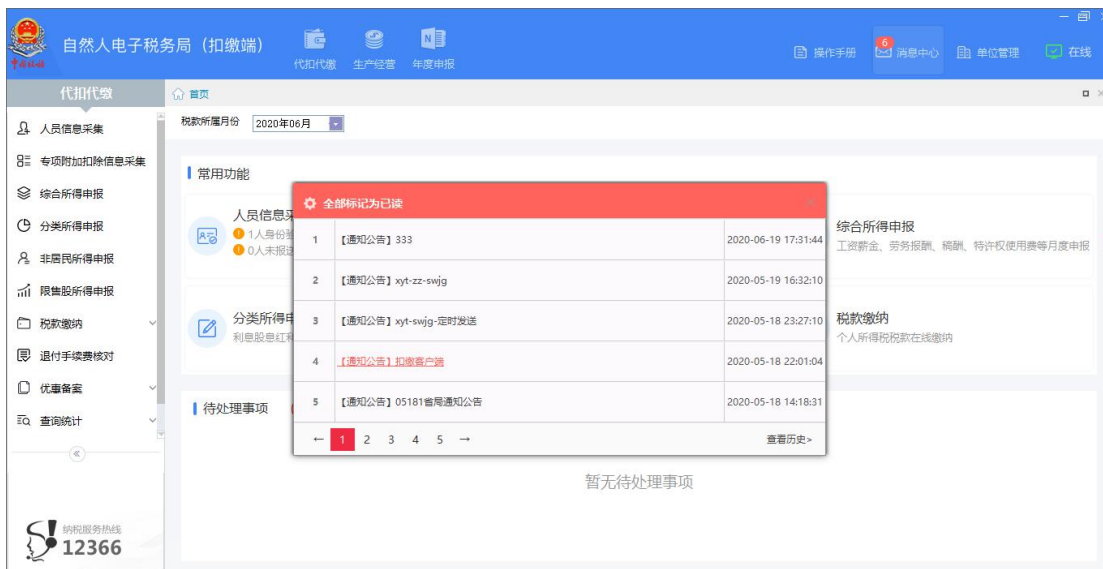 自然人电子税务局（扣缴端）
代扣代缴
生产经营
年度申报
操作手册
6
消息中心
单位管理
在线
代扣代缴
首页
人员信息采集
专项附加扣除信息采集
综合所得申报
分类所得申报
非居民所得申报
限售股所得申报
税款缴纳
退付手续费核对
优惠备案
查询统计
纳税服务热线
12366
税款所属月份 2020年06月
常用功能
人员信息采
1人身份验
0人未报送
综合所得申报
工资薪金、劳务报酬、稿酬、特许权使用费等月度申报
分类所得申
利息股息红利
税款缴纳
个人所得税税款在线缴纳
待处理事项
暂无待处理事项
全部标记为已读
1 【通知公告】333 2020-06-19 17:31:44
2 【通知公告】xyt-zz-swjg 2020-05-19 16:32:10
3 【通知公告】xyt-swjg-定时发送 2020-05-18 23:27:10
4 【通知公告】扣缴客户端 2020-05-18 22:01:04
5 【通知公告】05181省局通知公告 2020-05-18 14:18:31
← 1 2 3 4 5 → 查看历史>